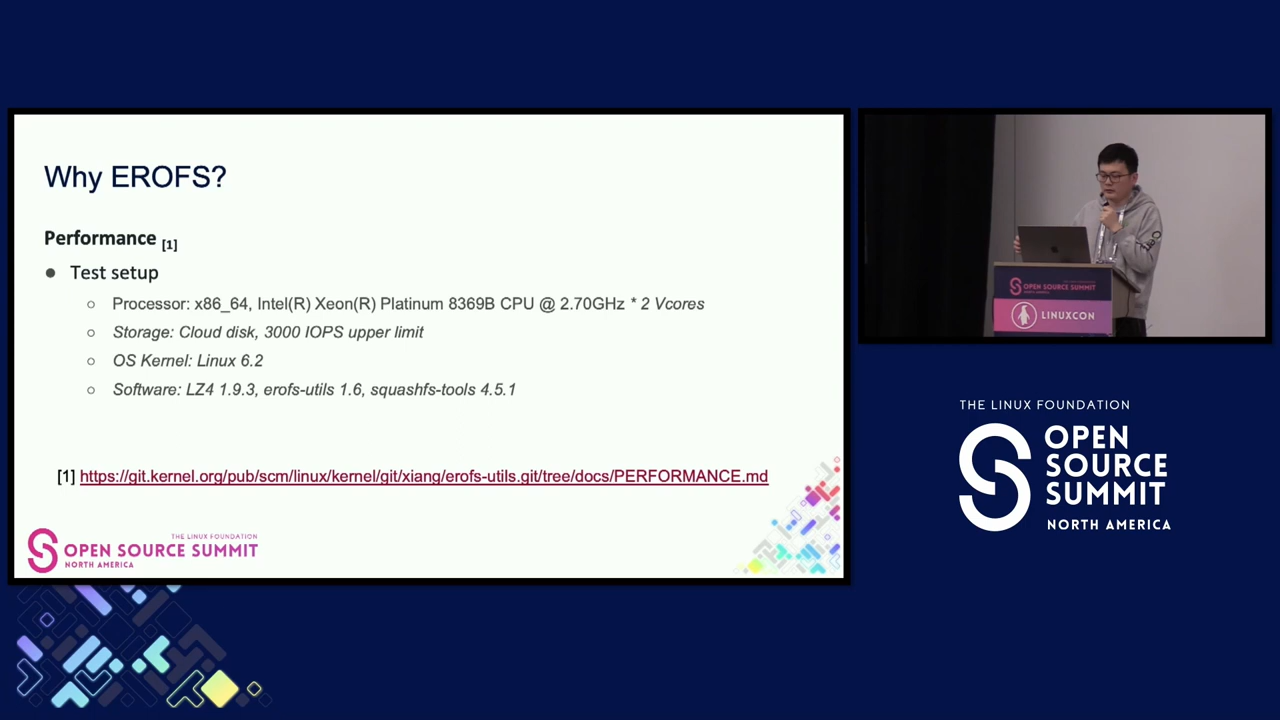 Why EROFS?
Performance [1]
● Test setup
○ Processor: x86_64, Intel(R) Xeon(R) Platinum 8369B CPU @ 2.70GHz * 2 Vcores
○ Storage: Cloud disk, 3000 IOPS upper limit
○ OS Kernel: Linux 6.2
○ Software: LZ4 1.9.3, erofs-utils 1.6, squashfs-tools 4.5.1
[1] https://git.kernel.org/pub/scm/linux/kernel/git/xiang/erofs-utils.git/tree/docs/PERFORMANCE.md
THE LINUX FOUNDATION
OPEN SOURCE SUMMIT
NORTH AMERICA
OPEN SOURCE SUMMIT
NORTH AMERICA
LINUXCON
THE LINUX FOUNDATION
OPEN
SOURCE
SUMMIT
NORTH AMERICA